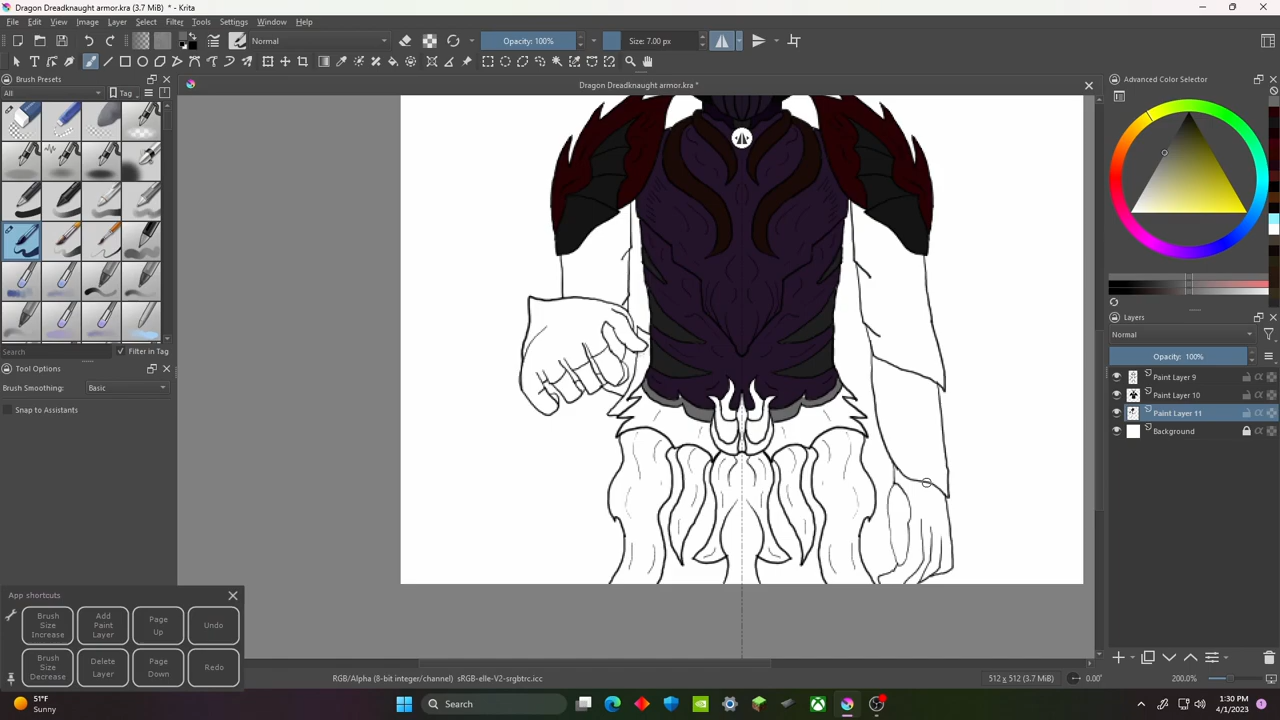 Dragon Dreadknaught armor.kra (3.7 MiB) * - Krita
File Edit View Image Layer Select Filter Tools Settings Window Help
Normal
Opacity: 100%
Size: 7.00 px
Brush Presets
All
Tag
Search
Filter in Tag
Tool Options
Brush Smoothing: Basic
Snap to Assistants
App shortcuts
Brush Size Increase
Add Paint Layer
Page Up
Undo
Brush Size Decrease
Delete Layer
Page Down
Redo
Dragon Dreadknaught armor.kra *
RGB/Alpha (8-bit integer/channel) sRGB-elle-V2-srgbtrc.icc
512 x 512 (3.7 MiB)
0.00°
200.0%
Advanced Color Selector
Layers
Normal
Opacity: 100%
Paint Layer 9
Paint Layer 10
Paint Layer 11
Background
51°F
Sunny
Search
1:30 PM
4/1/2023